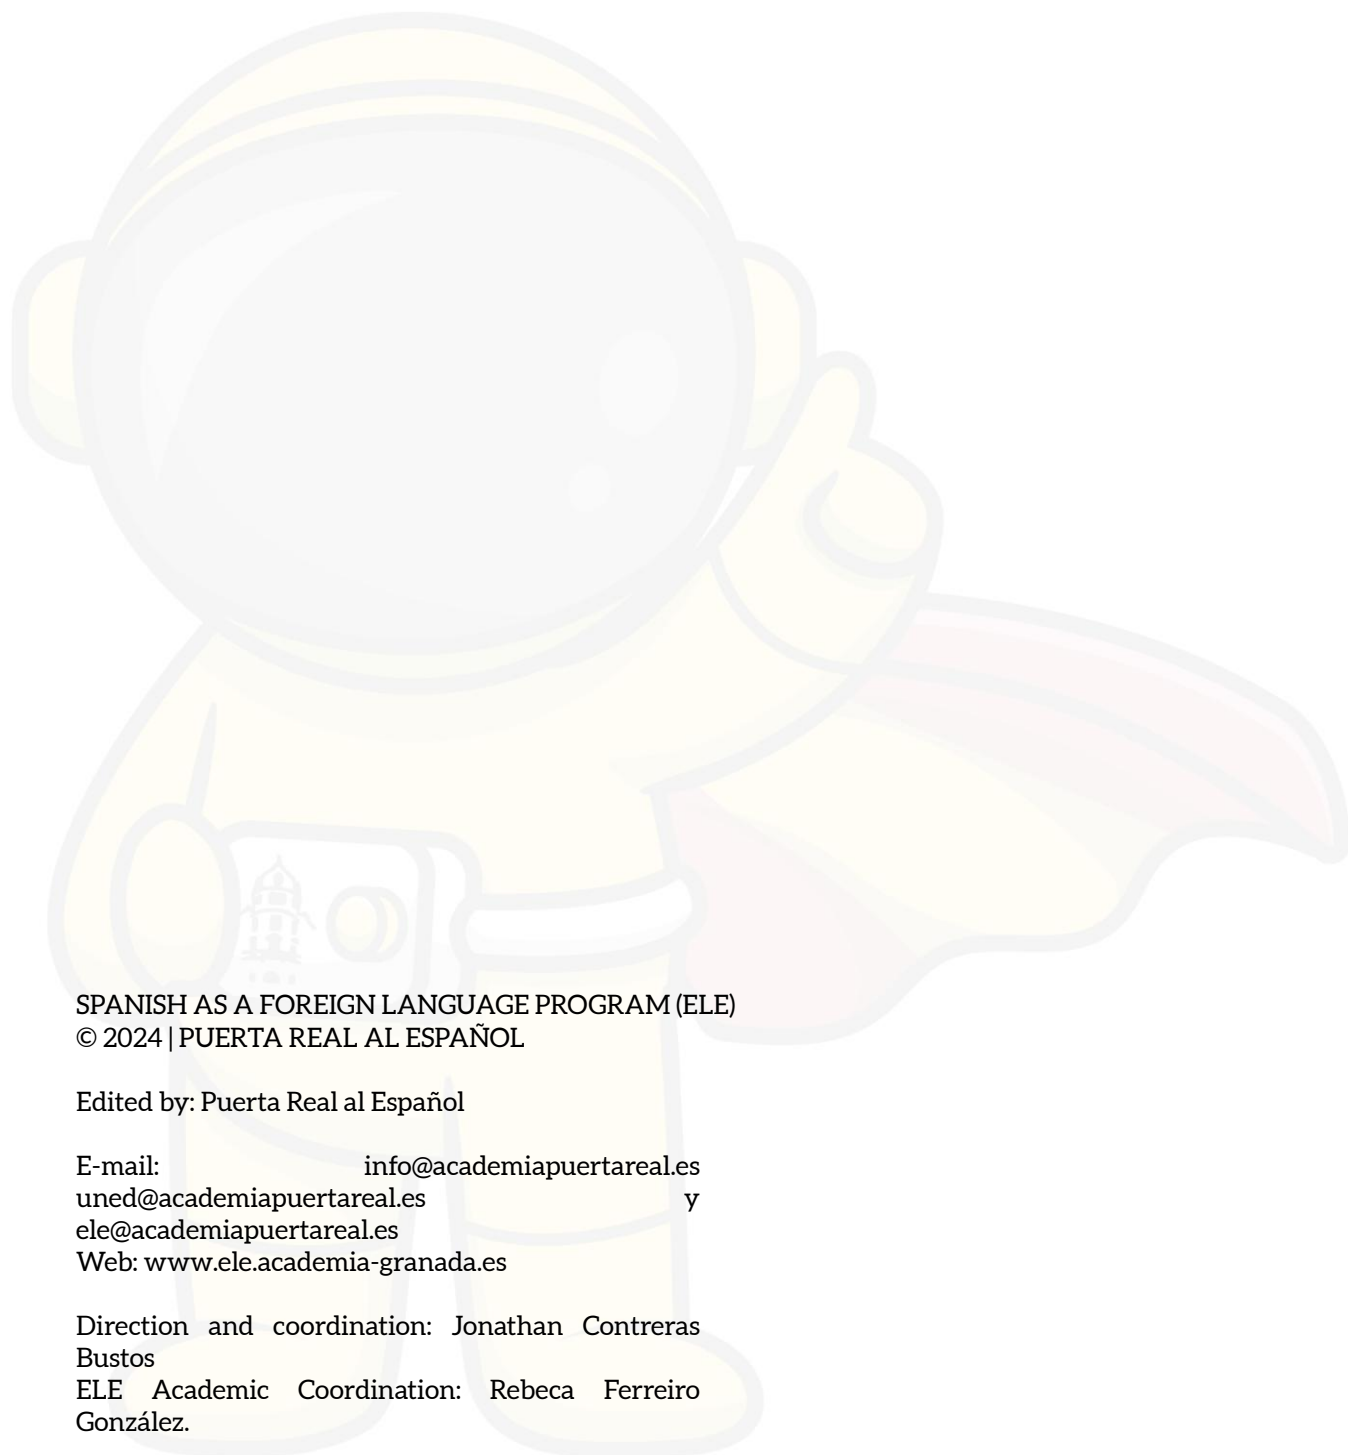 SPANISH AS A FOREIGN LANGUAGE PROGRAM (ELE)
© 2024 | PUERTA REAL AL ESPAÑOL
Edited by: Puerta Real al Español
E-mail: info@academiapuertareal.es
uned@academiapuertareal.es y
ele@academiapuertareal.es
Web: www.ele.academia-granada.es
Direction and coordination: Jonathan Contreras
Bustos
ELE Academic Coordination: Rebeca Ferreiro
González.